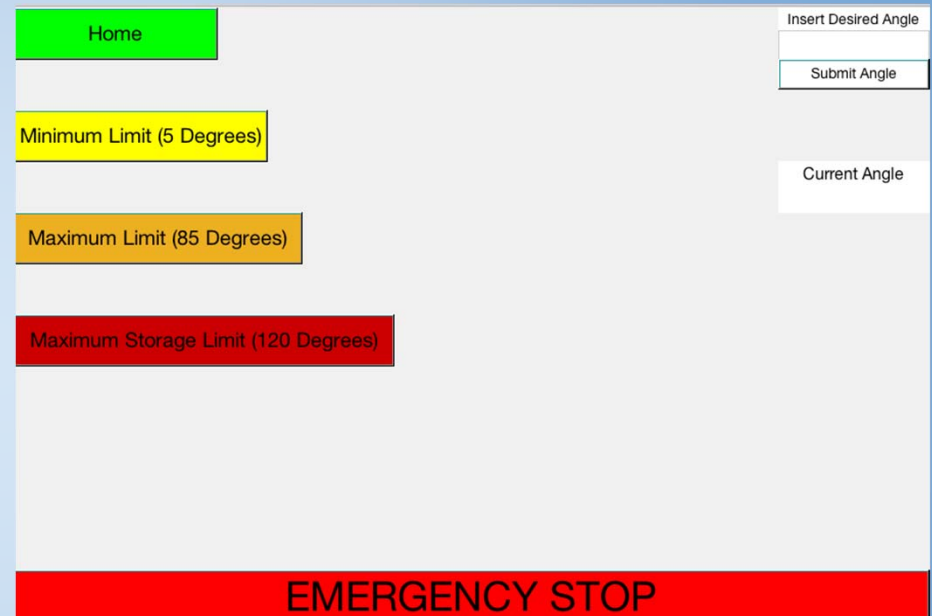 Home
Insert Desired Angle
Submit Angle
Minimum Limit (5 Degrees)
Current Angle
Maximum Limit (85 Degrees)
Maximum Storage Limit (120 Degrees)
EMERGENCY STOP